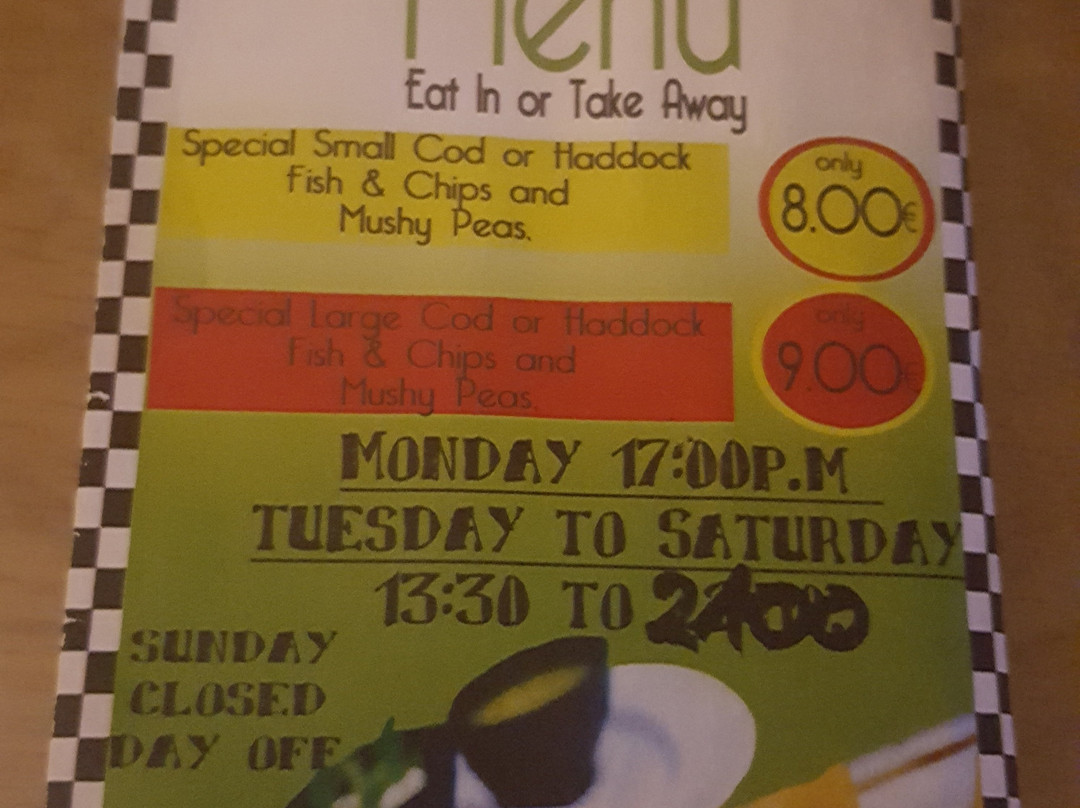 Menu
Eat In or Take Away
Special Small Cod or Haddock
Fish & Chips and
Mushy Peas.
only
8.00€
Special Large Cod or Haddock
Fish & Chips and
Mushy Peas.
only
9.00€
MONDAY 17:00P.M
TUESDAY TO SATURDAY
13:30 TO
SUNDAY
CLOSED
DAY OFF